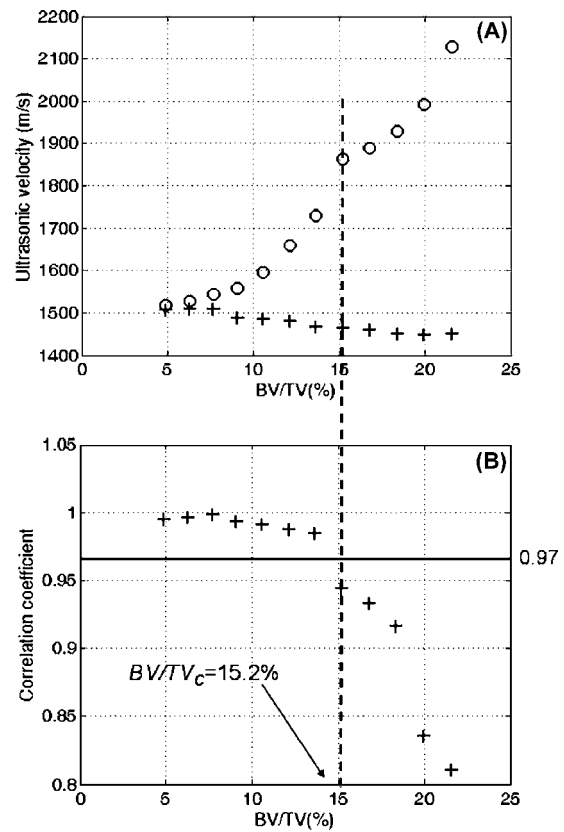 2200
(A)
2100
2000
1900
1800
1700
1600
1500
1400
Ultrasonic velocity (m/s)
0 5 10 15 20 25
BV/TV(%)
1.05
(B)
1
0.97
0.95
0.9
0.85
0.8
Correlation coefficient
BV/TVC=15.2%
0 5 10 15 20 25
BV/TV(%)